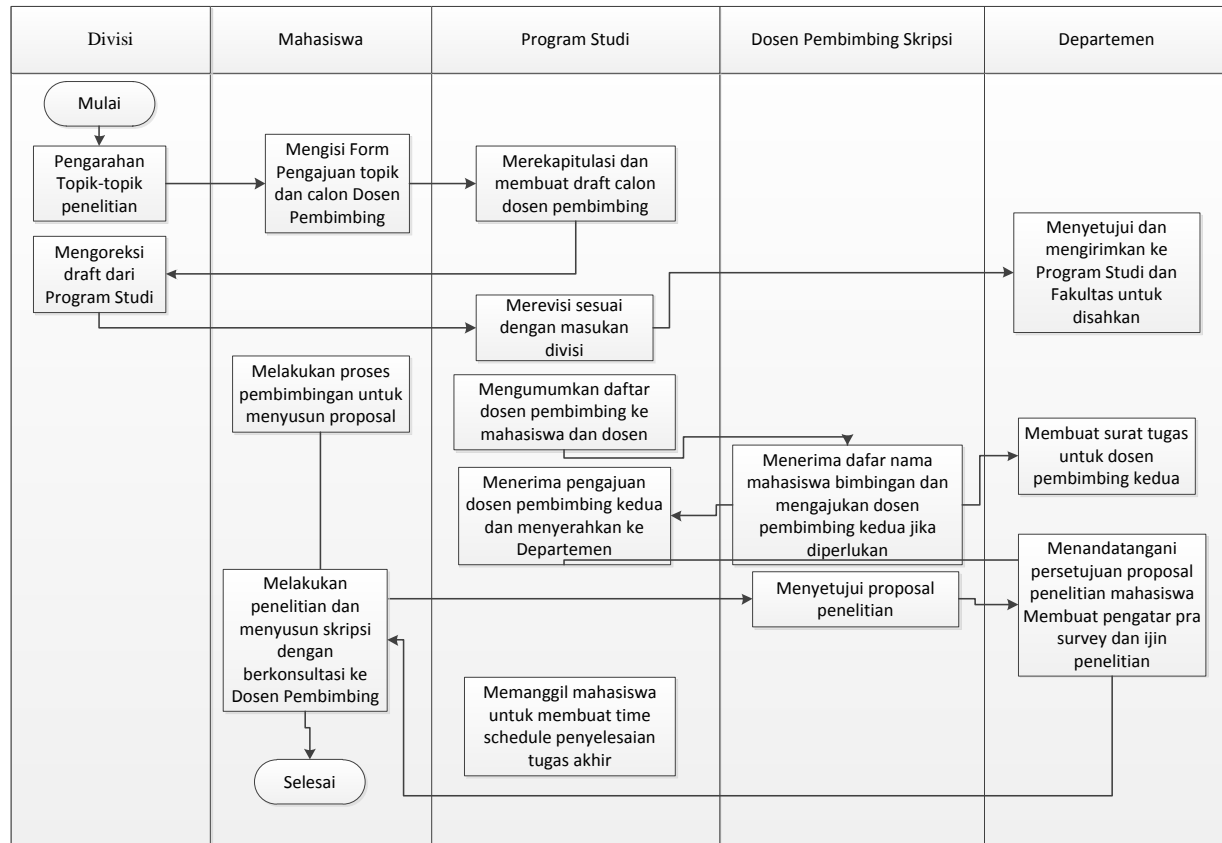 Divisi
Mahasiswa
Program Studi
Dosen Pembimbing Skripsi
Departemen
Mulai
Pengarahan
Topik-topik
penelitian
Mengisi Form
Pengajuan topik
dan calon Dosen
Pembimbing
Merekapitulasi dan
membuat draft calon
dosen pembimbing
Mengoreksi
draft dari
Program Studi
Menyetujui dan
mengirimkan ke
Program Studi dan
Fakultas untuk
disahkan
Merevisi sesuai
dengan masukan
divisi
Melakukan proses
pembimbingan untuk
menyusun proposal
Mengumumkan daftar
dosen pembimbing ke
mahasiswa dan dosen
Menerima dafar nama
mahasiswa bimbingan dan
mengajukan dosen
pembimbing kedua jika
diperlukan
Membuat surat tugas
untuk dosen
pembimbing kedua
Menerima pengajuan
dosen pembimbing kedua
dan menyerahkan ke
Departemen
Melakukan
penelitian dan
menyusun skripsi
dengan
berkonsultasi ke
Dosen Pembimbing
Menyetujui proposal
penelitian
Menandatangani
persetujuan proposal
penelitian mahasiswa
Membuat pengatar pra
survey dan ijin
penelitian
Memanggil mahasiswa
untuk membuat time
schedule penyelesaian
tugas akhir
Selesai